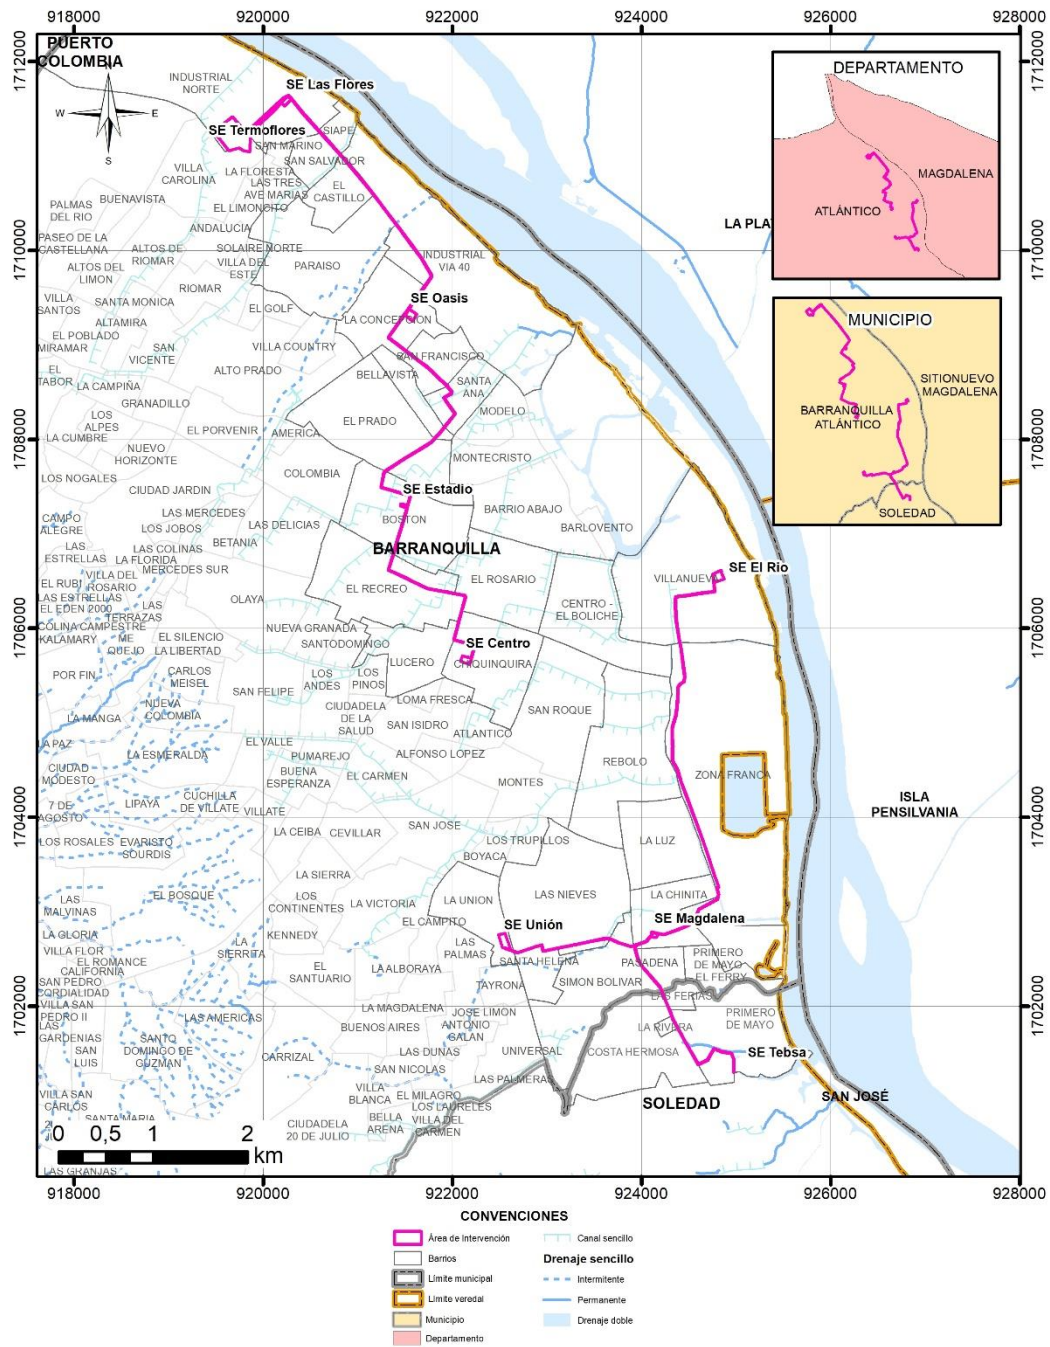 918000
920000
922000
924000
926000
928000
1712000
1710000
1708000
1706000
1704000
1702000
1712000
1710000
1708000
1706000
1704000
1702000
PUERTO
COLOMBIA
N
W
E
S
INDUSTRIAL
NORTE
SE Las Flores
SE Termoflores
SIAPE
SAN MARINO
SAN SALVADOR
VILLA
CAROLINA
LA FLORESTA
LAS TRES
AVE MARIAS
EL
CASTILLO
EL LIMONCITO
BUENAVISTA
PALMAS
DEL RIO
ANDALUCIA
PASEO DE LA
CASTELLANA
ALTOS DE
RIOMAR
SOLAIRE NORTE
VILLA DEL
ESTE
PARAISO
INDUSTRIAL
VIA 40
ALTOS DEL
LIMON
RIOMAR
VILLA
SANTOS
SANTA MONICA
EL GOLF
SE Oasis
LA CONCEPCION
ALTAMIRA
EL POBLADO
MIRAMAR
SAN
VICENTE
VILLA COUNTRY
SAN FRANCISCO
EL
TABOR
LA CAMPIÑA
ALTO PRADO
BELLAVISTA
SANTA
ANA
GRANADILLO
LOS
ALPES
MODELO
LA CUMBRE
EL PORVENIR
AMERICA
EL PRADO
NUEVO
HORIZONTE
MONTECRISTO
LOS NOGALES
COLOMBIA
CIUDAD JARDIN
SE Estadio
BOSTON
BARRIO ABAJO
LAS MERCEDES
CAMPO
ALEGRE
LOS JOBOS
LAS DELICIAS
BARLOVENTO
BETANIA
BARRANQUILLA
LAS
ESTRELLAS
LAS COLINAS
LA FLORIDA
MERCEDES SUR
SE El Rio
VILLANUEVA
EL RUBI
VILLA DEL
ROSARIO
EL RECREO
EL ROSARIO
LAS ESTRELLAS
EL EDEN 2000
LAS
TERRAZAS
OLAYA
CENTRO -
EL BOLICHE
COLINA CAMPESTRE
KALAMARY
ME
QUEJO
EL SILENCIO
LA LIBERTAD
NUEVA GRANADA
SANTODOMINGO
SE Centro
LUCERO
CHIQUINQUIRA
POR FIN
CARLOS
MEISEL
SAN FELIPE
LOS
ANDES
LOS
PINOS
LOMA FRESCA
NUEVA
COLOMBIA
CIUDADELA
DE LA
SALUD
SAN ROQUE
LA MANGA
SAN ISIDRO
ATLANTICO
A PAZ
LA ESMERALDA
EL VALLE
ALFONSO LOPEZ
PUMAREJO
REBOLO
CIUDAD
MODESTO
BUENA
ESPERANZA
EL CARMEN
MONTES
ZONA FRANCA
7 DE
AGOSTO
LIPAYA
CUCHILLA
DE VILLATE
VILLATE
ISLA
PENSILVANIA
LA CEIBA
CEVILLAR
SAN JOSE
LOS ROSALES
EVARISTO
SOURDIS
LOS TRUPILLOS
LA LUZ
BOYACA
LA SIERRA
EL BOSQUE
LOS
CONTINENTES
LA VICTORIA
LA UNION
LAS NIEVES
LA CHINITA
LAS
MALVINAS
EL CAMPITO
SE Unión
SE Magdalena
LA GLORIA
KENNEDY
LA
SIERRITA
LAS
PALMAS
VILLA FLOR
EL ROMANCE
CALIFORNIA
SANTA HELENA
PASADENA
PRIMERO
DE MAYO
EL FERRY
EL
SANTUARIO
LA ALBORAYA
SAN PEDRO
CORDIALIDAD
TAYRONA
SIMON BOLIVAR
LAS FERIAS
VILLA SAN
PEDRO II
LAS AMERICAS
LA MAGDALENA
JOSE LIMON
ANTONIO
GALAN
PRIMERO
DE MAYO
LAS
GARDENIAS
BUENOS AIRES
LA RIVERA
SAN
LUIS
SANTO
DOMINGO DE
GUZMAN
CARRIZAL
LAS DUNAS
UNIVERSAL
COSTA HERMOSA
SE Tebsa
SAN NICOLAS
LAS PALMERAS
VILLA SAN
CARLOS
VILLA
BLANCA
EL MILAGRO
LOS LAURELES
SOLEDAD
SAN JOSÉ
SANTA MARIA
CIUDADELA
20 DE JULIO
BELLA
ARENA
VILLA DEL
CARMEN
LAS GRANJAS
0
0,5
1
2
km
LA PLAT
DEPARTAMENTO
MAGDALENA
ATLÁNTICO
MUNICIPIO
SITIONUEVO
MAGDALENA
BARRANQUILLA
ATLÁNTICO
SOLEDAD
918000
920000
922000
924000
926000
928000
CONVENCIONES
Área de Intervención
Barrios
Límite municipal
Límite veredal
Municipio
Departamento
Canal sencillo
Drenaje sencillo
Intermitente
Permanente
Drenaje doble